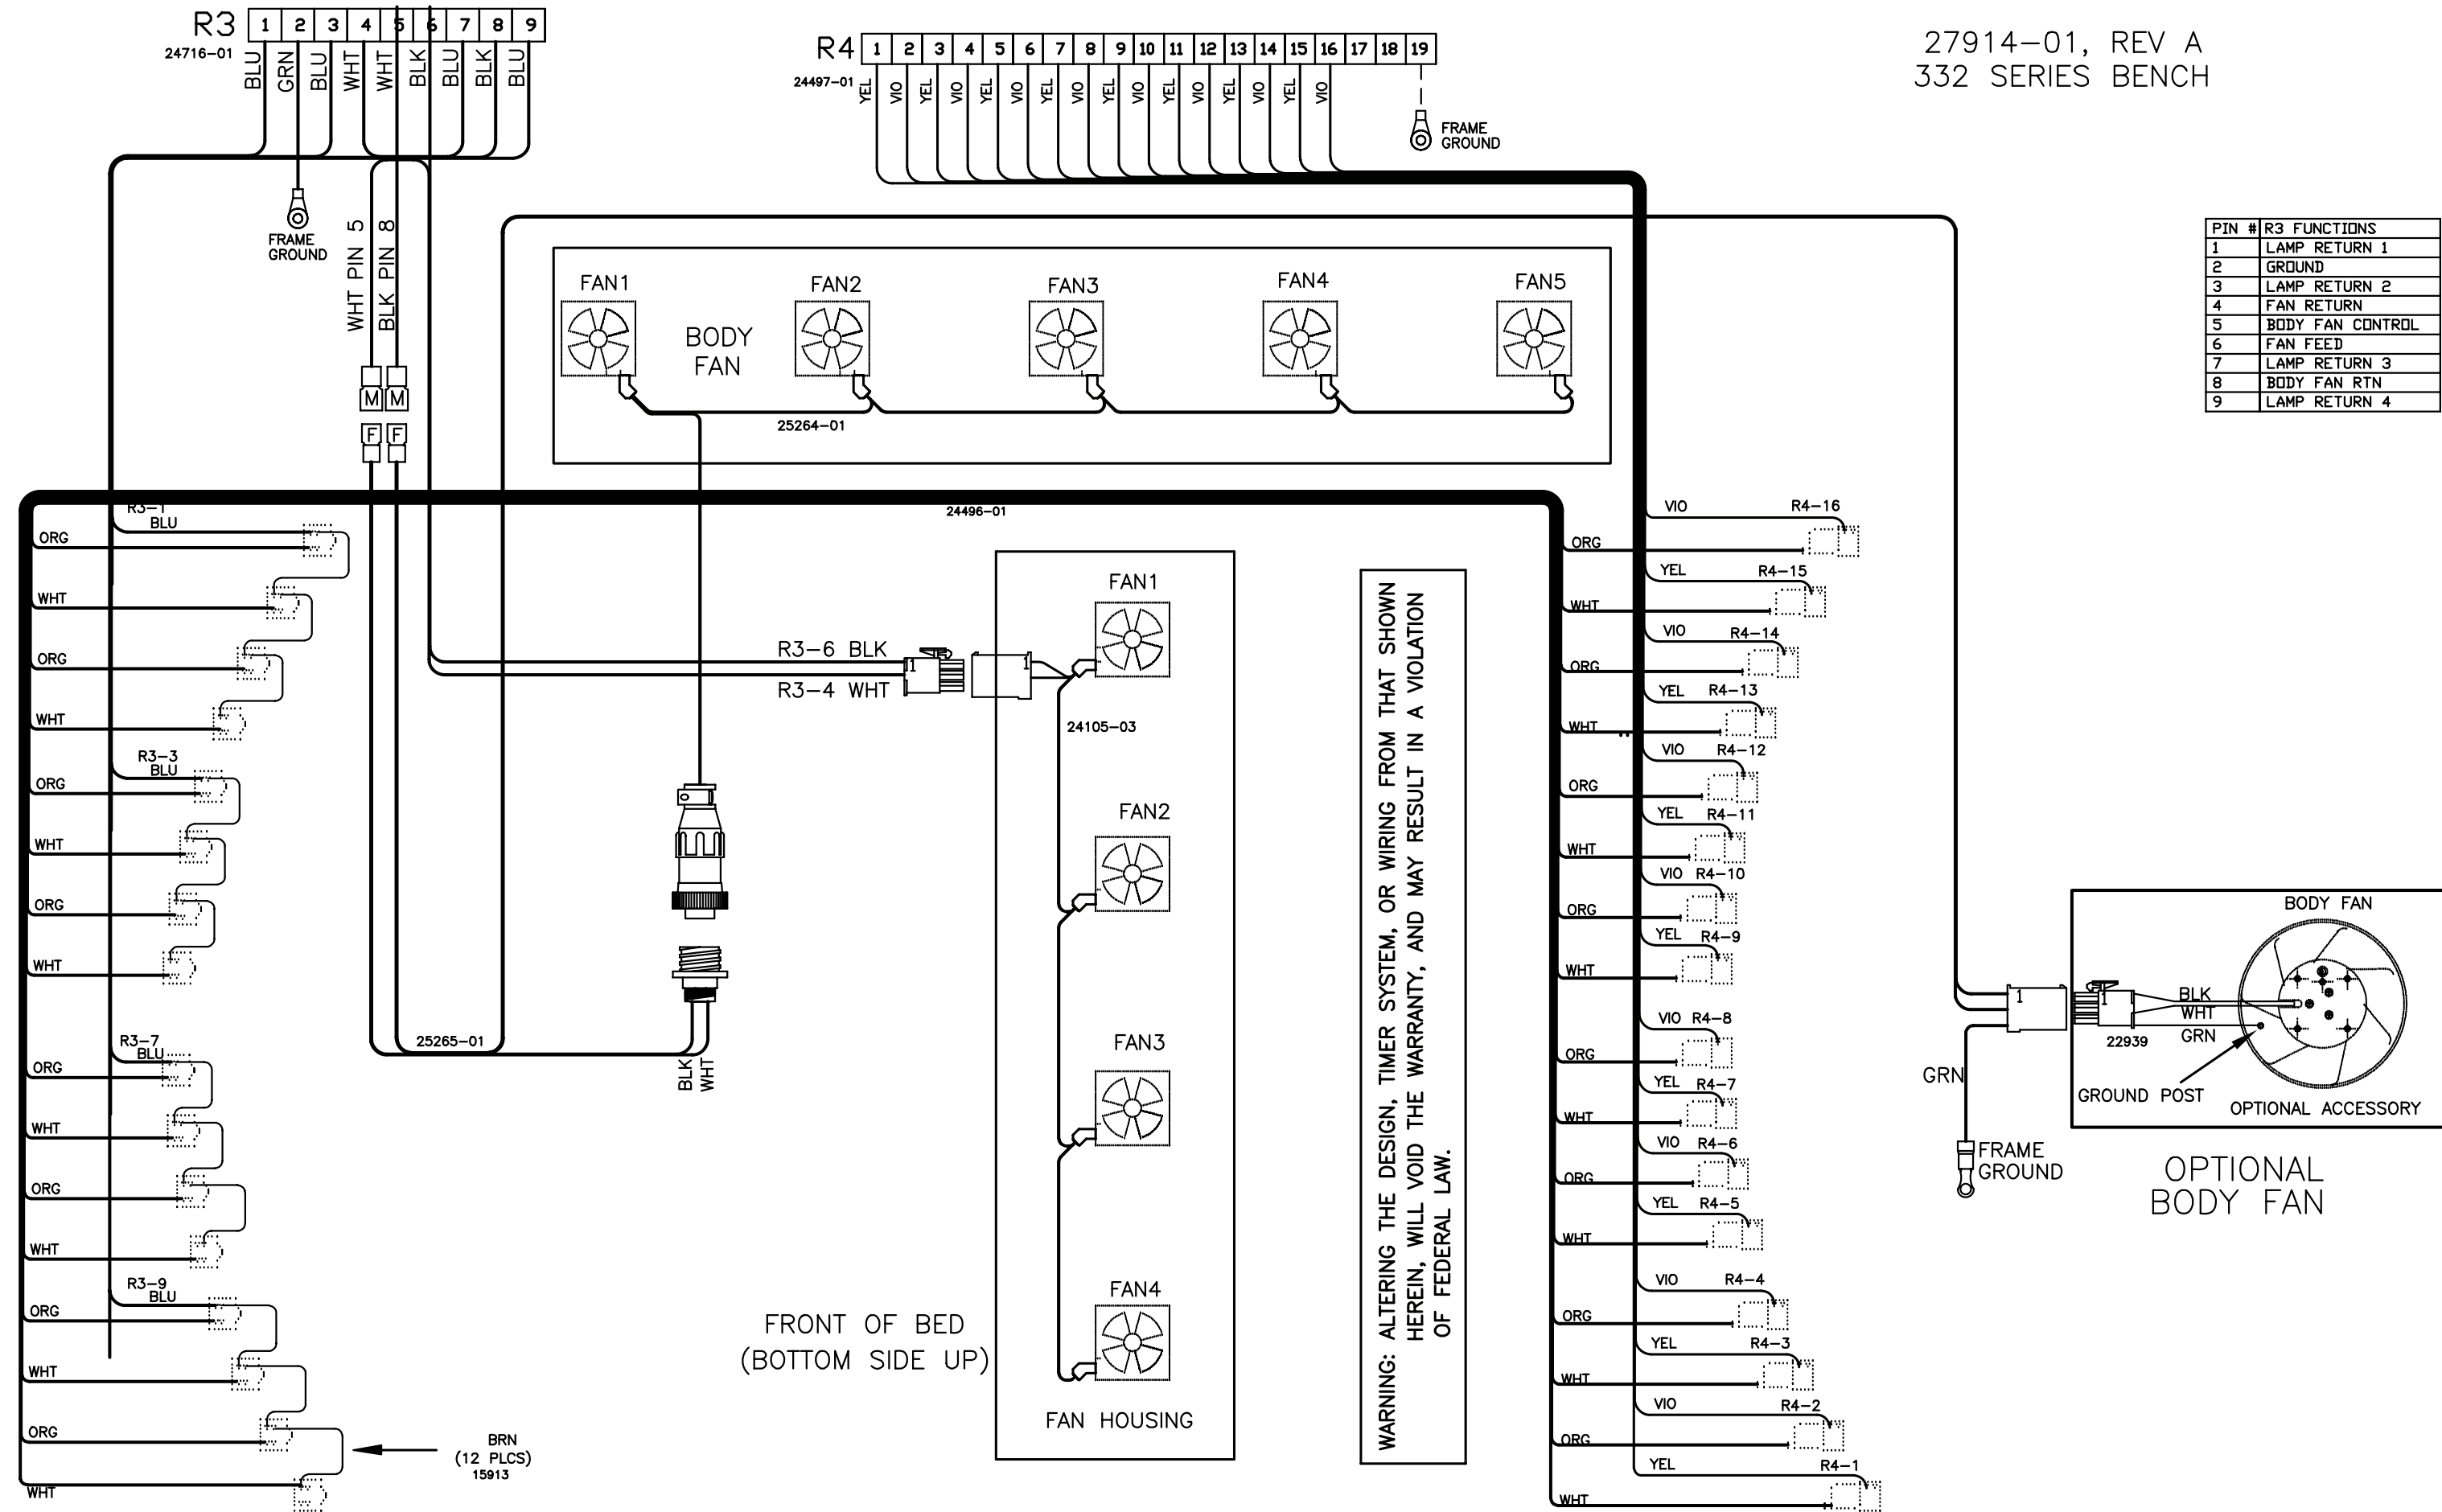 R3
1 2 3 4 5 6 7 8 9
24716-01
BLU GRN BLU WHT WHT BLK BLU BLK BLU
FRAME
GROUND
WHT PIN 5
BLK PIN 8
M M
F F
R4
1 2 3 4 5 6 7 8 9 10 11 12 13 14 15 16 17 18 19
24497-01
YEL VIO YEL VIO YEL VIO YEL VIO YEL VIO YEL VIO YEL VIO YEL VIO
FRAME
GROUND
27914-01, REV A
332 SERIES BENCH
PIN # R3 FUNCTIONS
1 LAMP RETURN 1
2 GROUND
3 LAMP RETURN 2
4 FAN RETURN
5 BODY FAN CONTROL
6 FAN FEED
7 LAMP RETURN 3
8 BODY FAN RTN
9 LAMP RETURN 4
FAN1
FAN2
FAN3
FAN4
FAN5
BODY
FAN
25264-01
24496-01
R3-1
BLU
ORG
WHT
ORG
WHT
R3-3
BLU
ORG
WHT
ORG
WHT
R3-7
BLU
ORG
WHT
ORG
WHT
R3-9
BLU
ORG
WHT
ORG
WHT
BRN
(12 PLCS)
15913
25265-01
BLK
WHT
R3-6 BLK
R3-4 WHT
1
1
FAN1
24105-03
FAN2
FAN3
FAN4
FAN HOUSING
FRONT OF BED
(BOTTOM SIDE UP)
WARNING: ALTERING THE DESIGN, TIMER SYSTEM, OR WIRING FROM THAT SHOWN
HEREIN, WILL VOID THE WARRANTY, AND MAY RESULT IN A VIOLATION
OF FEDERAL LAW.
VIO R4-16
ORG
YEL R4-15
WHT
VIO R4-14
ORG
YEL R4-13
WHT
VIO R4-12
ORG
YEL R4-11
WHT
VIO R4-10
ORG
YEL R4-9
WHT
VIO R4-8
ORG
YEL R4-7
WHT
VIO R4-6
ORG
YEL R4-5
WHT
VIO R4-4
ORG
YEL R4-3
WHT
VIO R4-2
ORG
YEL R4-1
WHT
BODY FAN
1
1
BLK
WHT
GRN
22939
GROUND POST
OPTIONAL ACCESSORY
GRN
FRAME
GROUND
OPTIONAL
BODY FAN